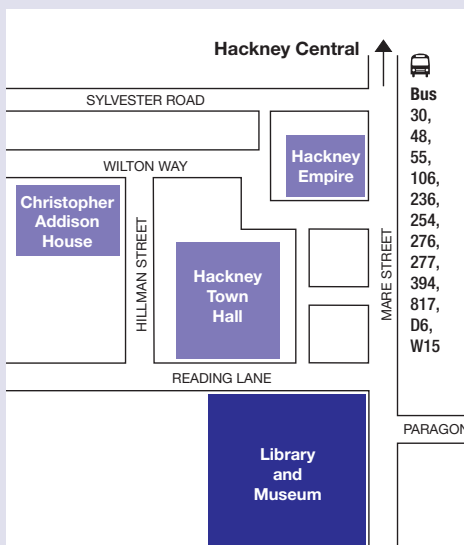 Hackney Central
SYLVESTER ROAD
Bus
30,
48,
55,
106,
236,
254,
276,
277,
394,
817,
D6,
W15
Hackney
Empire
WILTON WAY
Christopher
Addison
House
HILLMAN STREET
Hackney
Town
Hall
MARE STREET
READING LANE
PARAGON
Library
and
Museum